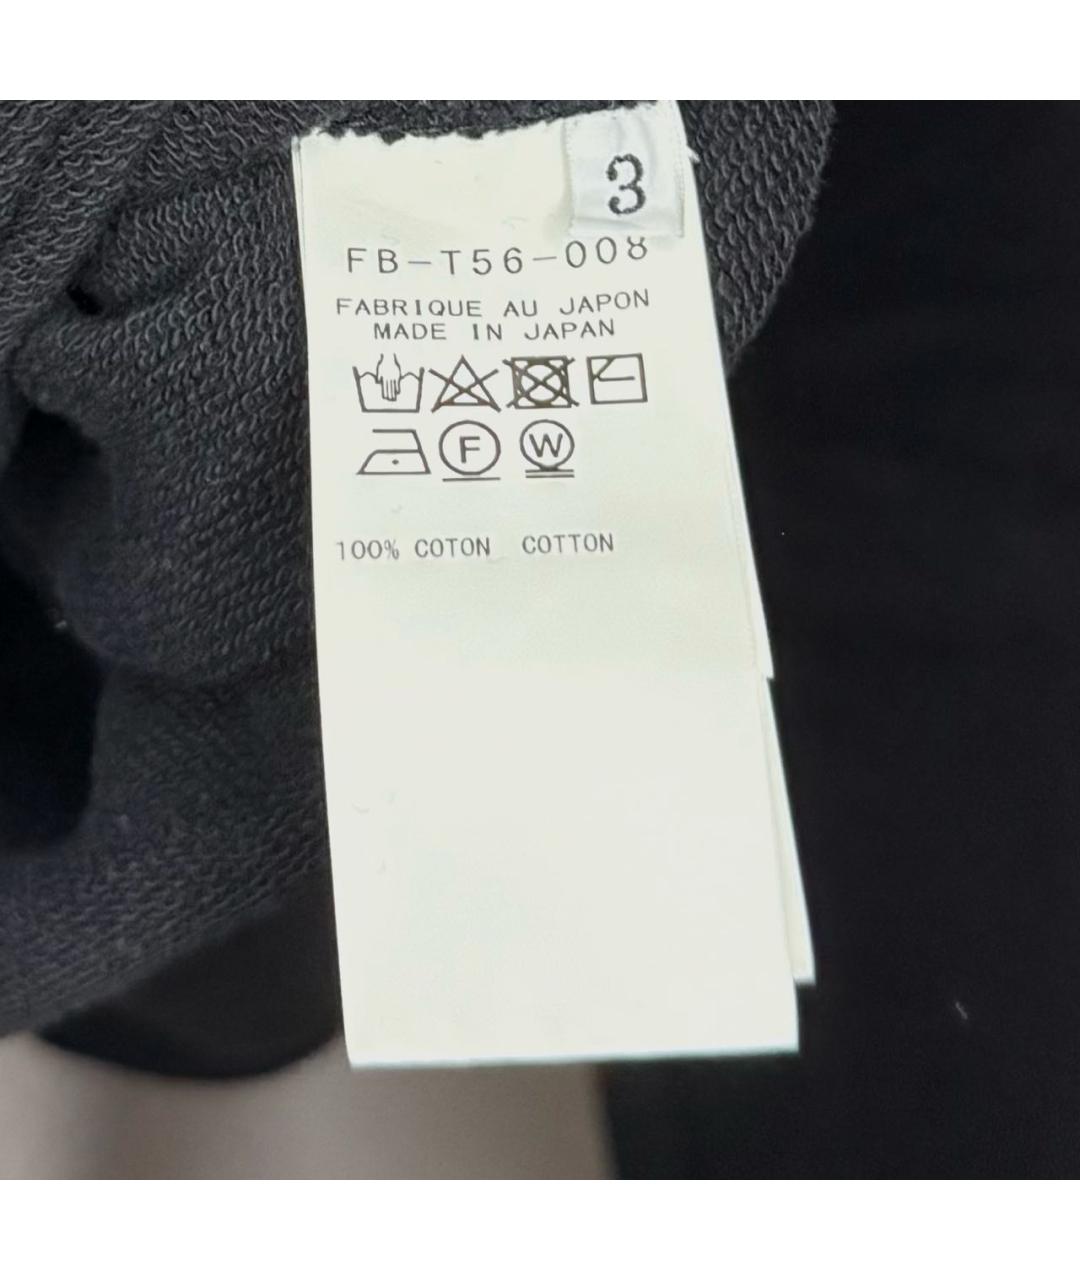 3
FB-T56-008
FABRIQUE AU JAPON
MADE IN JAPAN
F W
100% COTON COTTON